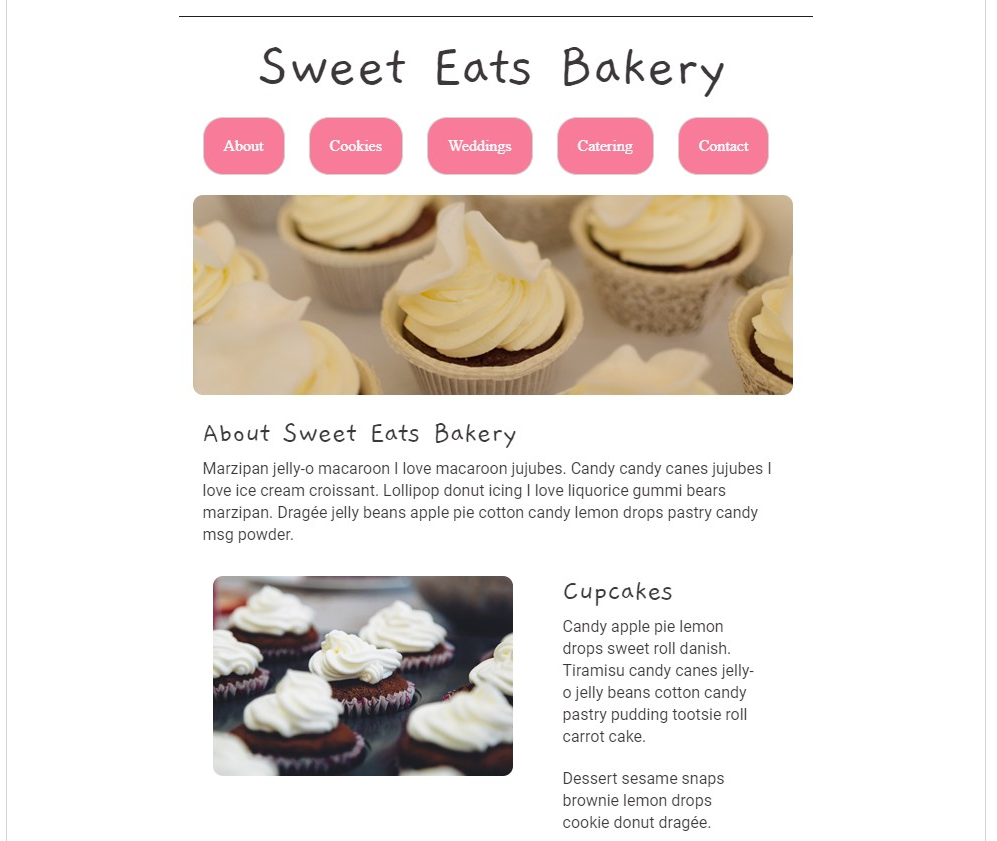 Sweet Eats Bakery
About Cookies Weddings Catering Contact
About Sweet Eats Bakery
Marzipan jelly-o macaroon I love macaroon jujubes. Candy candy canes jujubes I
love ice cream croissant. Lollipop donut icing I love liquorice gummi bears
marzipan. Dragée jelly beans apple pie cotton candy lemon drops pastry candy
msg powder.
Cupcakes
Candy apple pie lemon
drops sweet roll danish.
Tiramisu candy canes jelly-
o jelly beans cotton candy
pastry pudding tootsie roll
carrot cake.
Dessert sesame snaps
brownie lemon drops
cookie donut dragée.